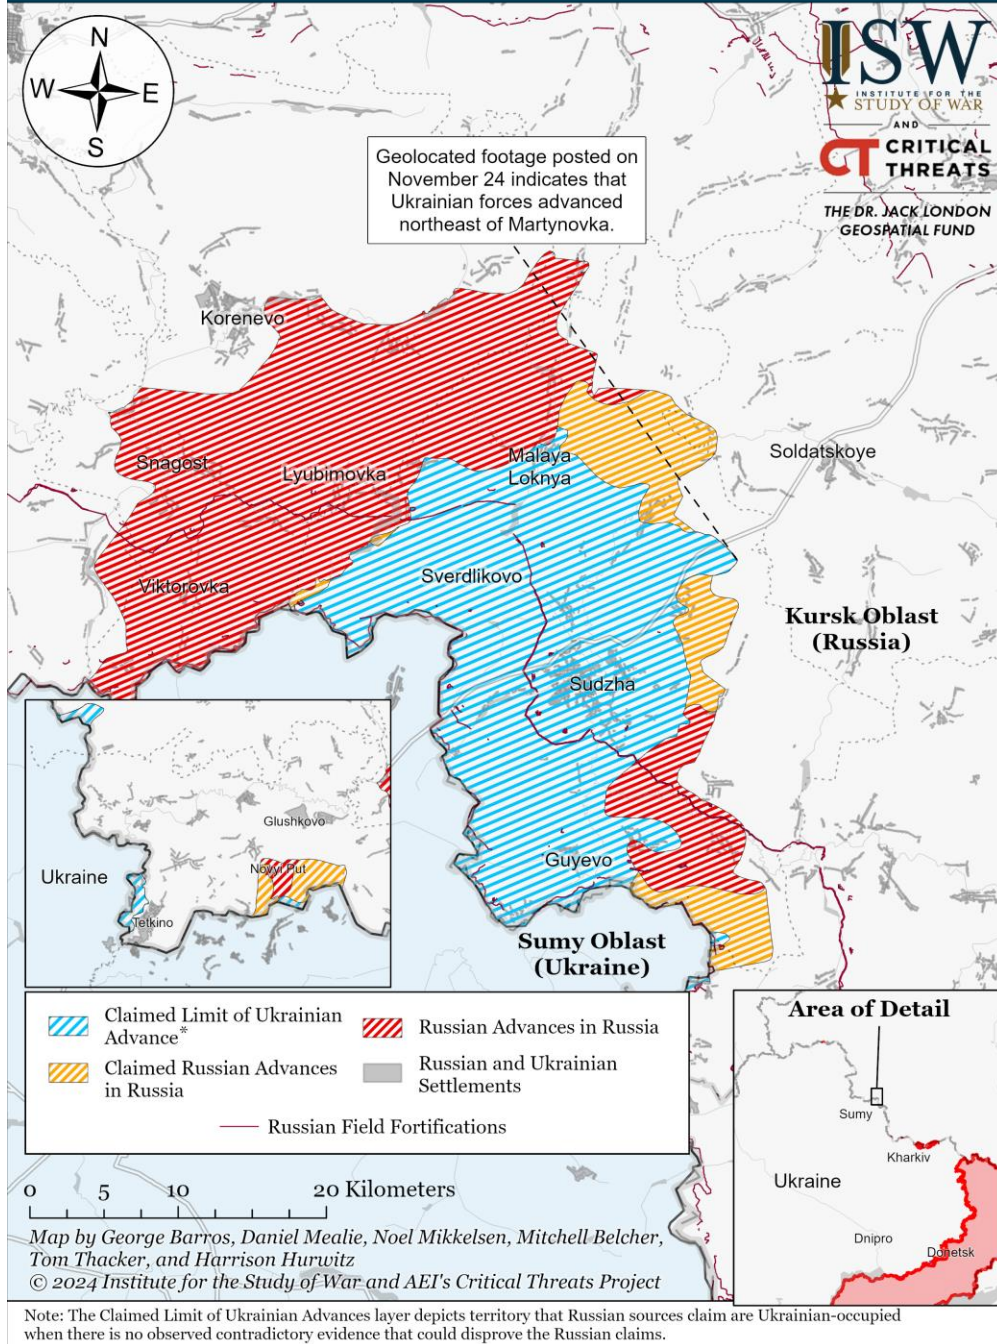 N
W
E
S
ISW
INSTITUTE FOR THE
STUDY OF WAR
AND
CT CRITICAL
THREATS
THE DR. JACK LONDON
GEOSPATIAL FUND
Geolocated footage posted on
November 24 indicates that
Ukrainian forces advanced
northeast of Martynovka.
Korenevo
Snagost
Lyubimovka
Malaya
Loknya
Soldatskoye
Viktorovka
Sverdlikovo
Kursk Oblast
(Russia)
Sudzha
Guyevo
Sumy Oblast
(Ukraine)
Glushkovo
Novyi Put
Ukraine
Tetkino
Claimed Limit of Ukrainian
Advance*
Russian Advances in Russia
Claimed Russian Advances
in Russia
Russian and Ukrainian
Settlements
Russian Field Fortifications
Area of Detail
Sumy
Kharkiv
Ukraine
Dnipro
Donetsk
0 5 10 20 Kilometers
Map by George Barros, Daniel Mealie, Noel Mikkelsen, Mitchell Belcher,
Tom Thacker, and Harrison Hurwitz
© 2024 Institute for the Study of War and AEI's Critical Threats Project
Note: The Claimed Limit of Ukrainian Advances layer depicts territory that Russian sources claim are Ukrainian-occupied
when there is no observed contradictory evidence that could disprove the Russian claims.